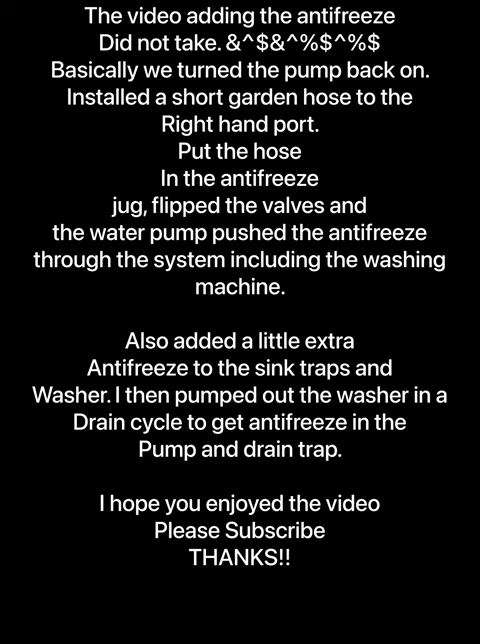 The video adding the antifreeze
Did not take. &^$&^%$^%$
Basically we turned the pump back on.
Installed a short garden hose to the
Right hand port.
Put the hose
In the antifreeze
jug, flipped the valves and
the water pump pushed the antifreeze
through the system including the washing
machine.

Also added a little extra
Antifreeze to the sink traps and
Washer. I then pumped out the washer in a
Drain cycle to get antifreeze in the
Pump and drain trap.

I hope you enjoyed the video
Please Subscribe
THANKS!!